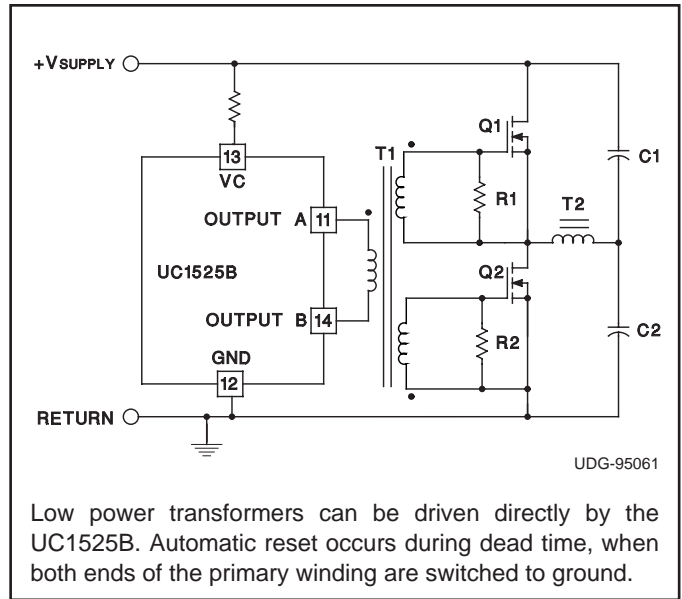 +VSUPPLY
13
VC
Q1
C1
T1
OUTPUT A 11
R1
T2
UC1525B
Q2
OUTPUT B 14
R2
C2
GND
12
RETURN
UDG-95061
Low power transformers can be driven directly by the
UC1525B. Automatic reset occurs during dead time, when
both ends of the primary winding are switched to ground.